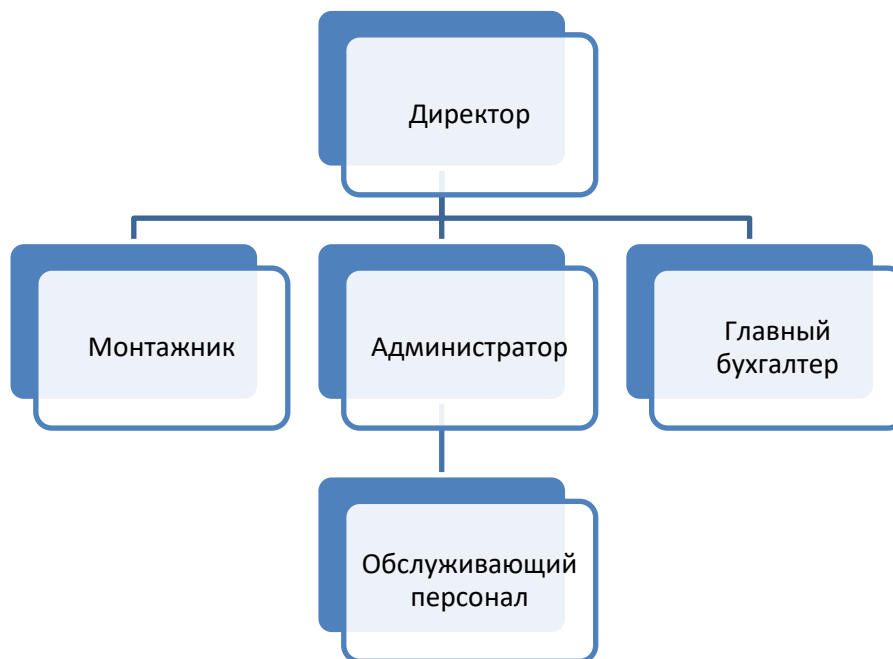 Директор
Монтажник
Администратор
Главный
бухгалтер
Обслуживающий
персонал